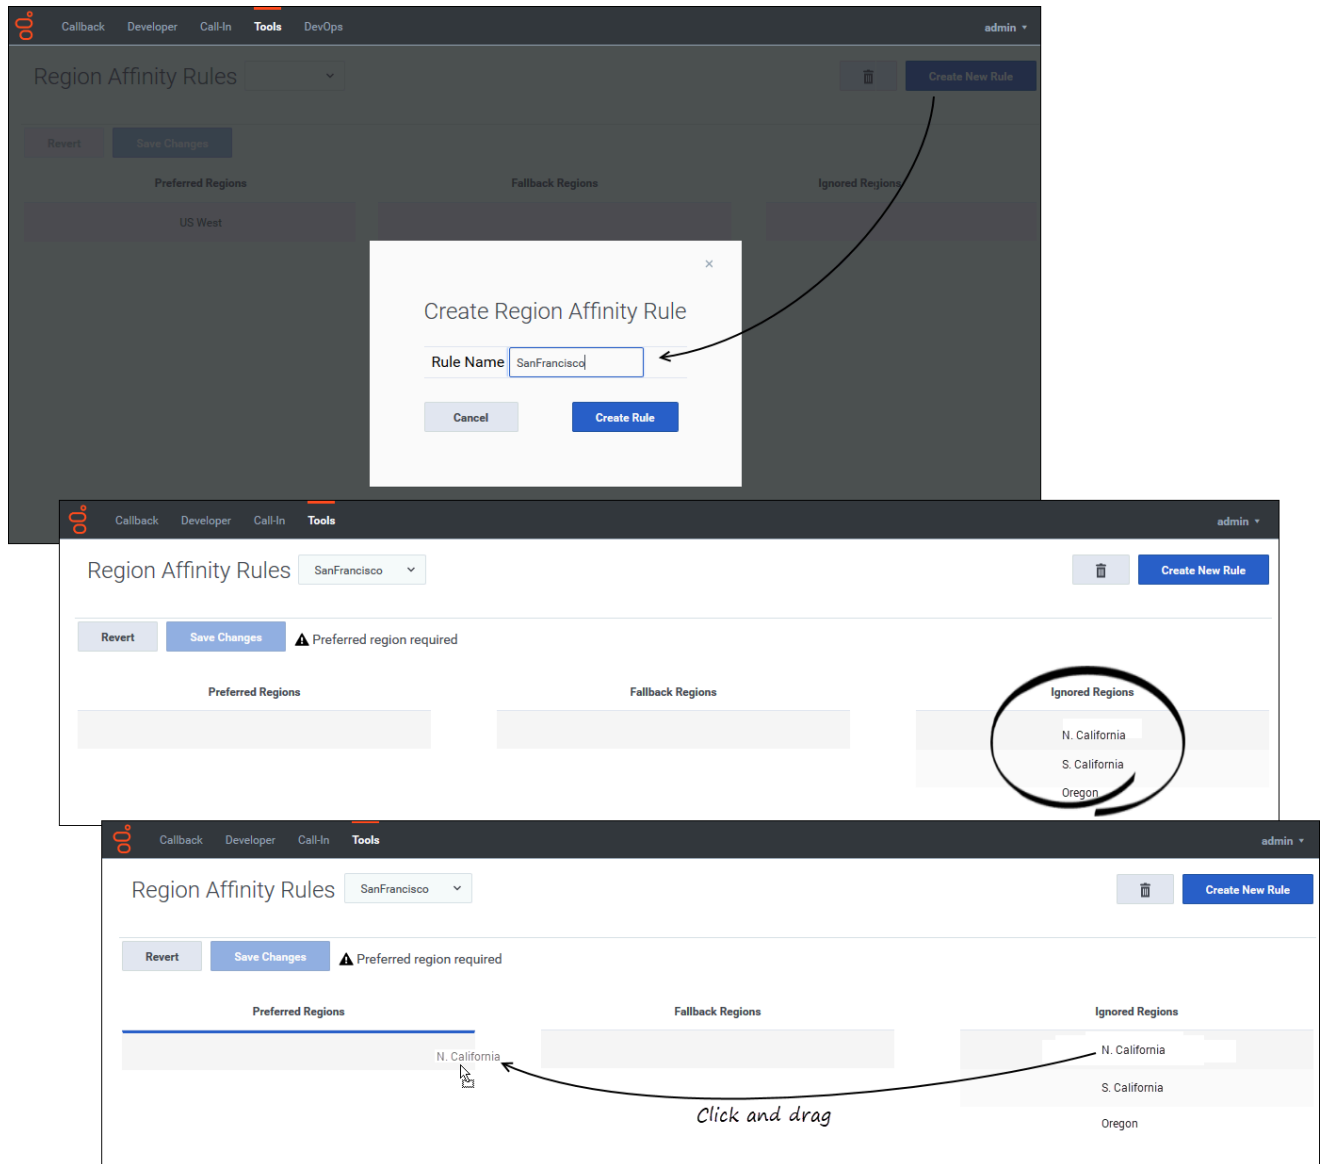 Callback Developer Call-In Tools DevOps admin
Region Affinity Rules Create New Rule
Revert Save Changes
Preferred Regions Fallback Regions Ignored Regions
US West
×
Create Region Affinity Rule
Rule Name SanFrancisco
Cancel Create Rule
Callback Developer Call-In Tools admin
Region Affinity Rules SanFrancisco Create New Rule
Revert Save Changes Preferred region required
Preferred Regions Fallback Regions Ignored Regions
N. California
S. California
Oregon
Callback Developer Call-In Tools admin
Region Affinity Rules SanFrancisco Create New Rule
Revert Save Changes Preferred region required
Preferred Regions Fallback Regions Ignored Regions
N. California N. California
S. California
Click and drag
Oregon